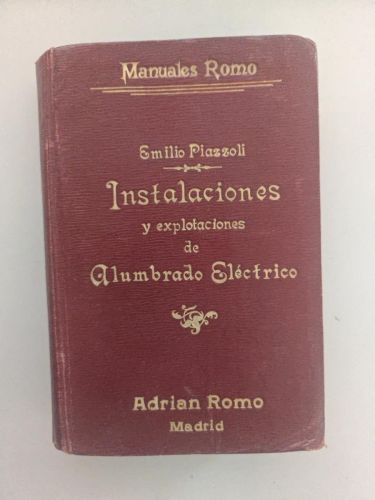 Manuales Romo
Emilio Piazzoli
Instalaciones
y explotaciones
de
Alumbrado Eléctrico
Adrian Romo
Madrid